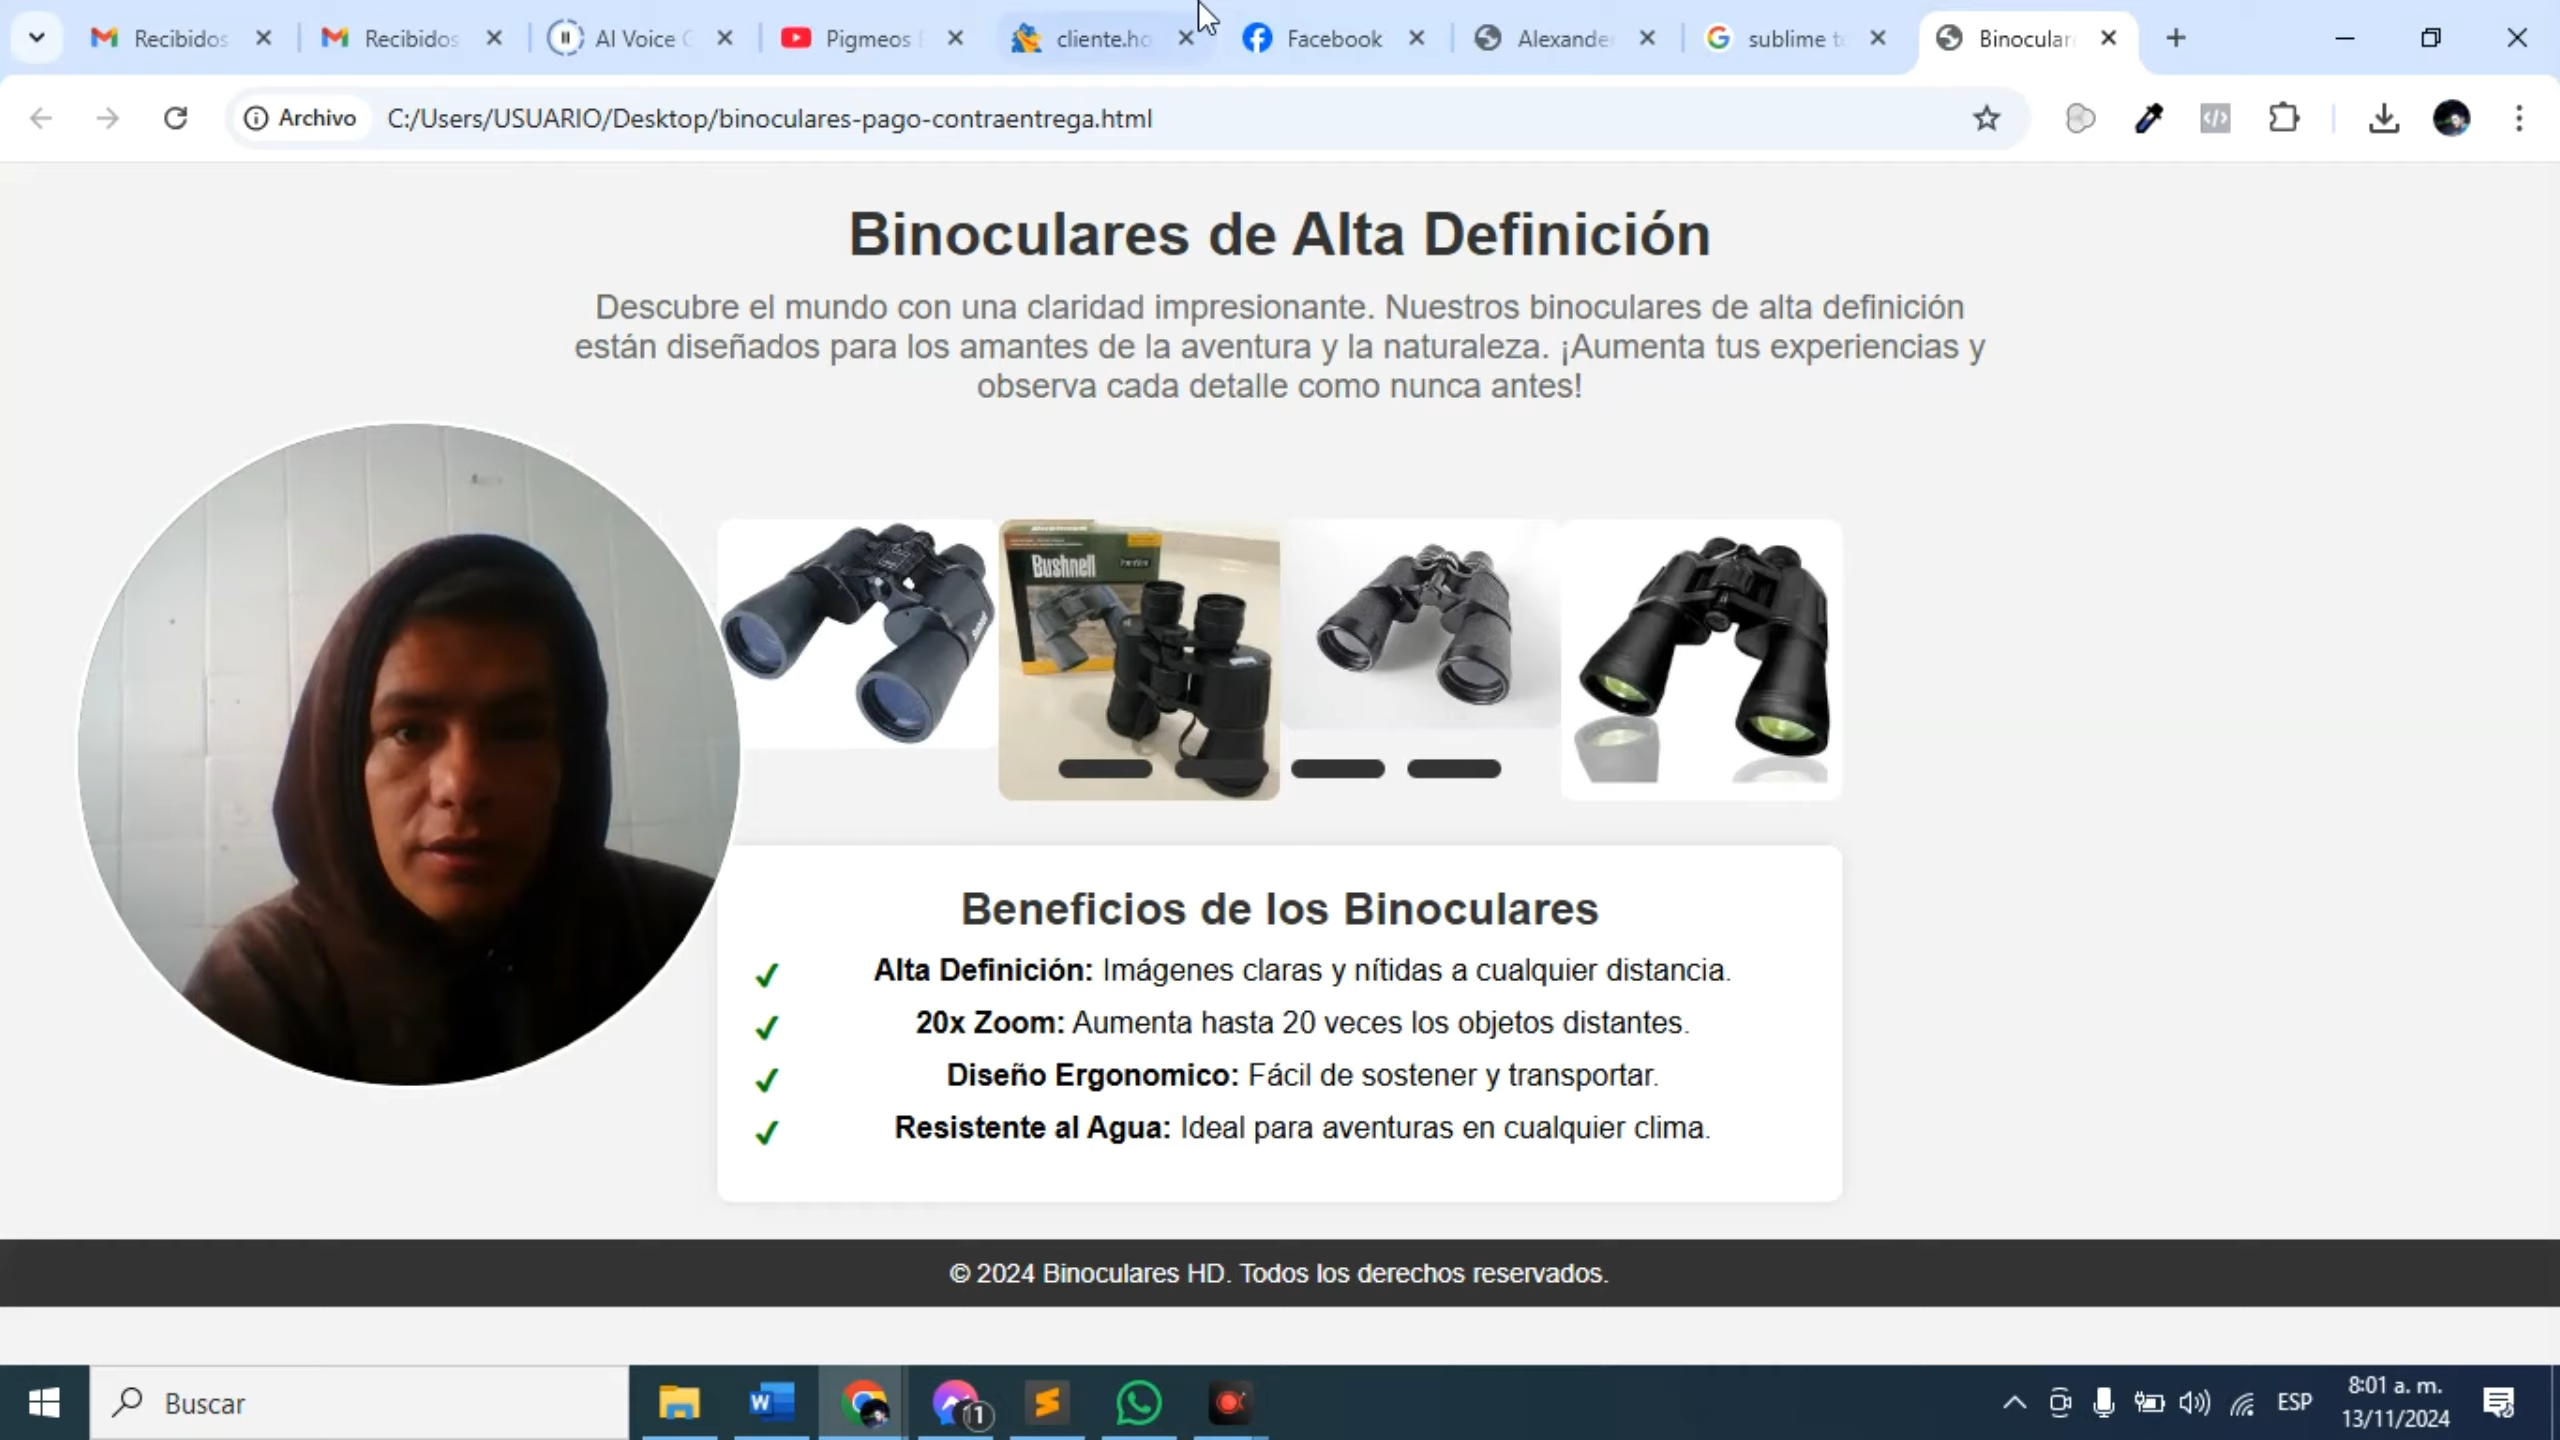 Recibidos
Recibidos
AI Voice
Pigmeos
cliente.ho
Facebook
Alexande
sublime t
Binocular
Archivo
C:/Users/USUARIO/Desktop/binoculares-pago-contraentrega.html
Binoculares de Alta Definición
Descubre el mundo con una claridad impresionante. Nuestros binoculares de alta definición
están diseñados para los amantes de la aventura y la naturaleza. ¡Aumenta tus experiencias y
observa cada detalle como nunca antes!
Bushnell
Beneficios de los Binoculares
✓ Alta Definición: Imágenes claras y nítidas a cualquier distancia.
✓ 20x Zoom: Aumenta hasta 20 veces los objetos distantes.
✓ Diseño Ergonomico: Fácil de sostener y transportar.
✓ Resistente al Agua: Ideal para aventuras en cualquier clima.
© 2024 Binoculares HD. Todos los derechos reservados.
Buscar
1
ESP
8:01 a. m.
13/11/2024